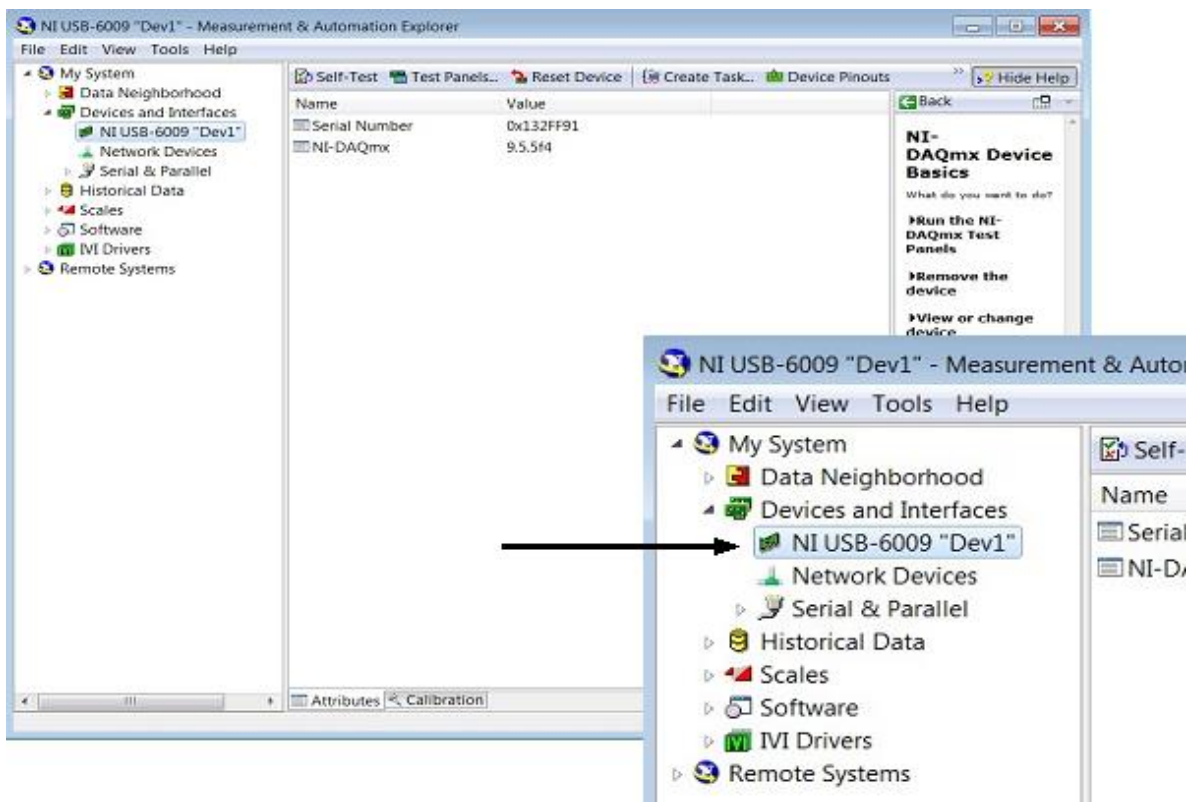 NI USB-6009 "Dev1" - Measurement & Automation Explorer
File Edit View Tools Help
My System
Data Neighborhood
Devices and Interfaces
NI USB-6009 "Dev1"
Network Devices
Serial & Parallel
Historical Data
Scales
Software
IVI Drivers
Remote Systems
Self-Test Test Panels... Reset Device Create Task... Device Pinouts » Hide Help
Name Value
Serial Number 0x132FF91
NI-DAQmx 9.5.5f4
Attributes Calibration
Back
NI-
DAQmx Device
Basics
What do you want to do?
Run the NI-
DAQmx Test
Panels
Remove the
device
View or change
device
NI USB-6009 "Dev1" - Measurement & Autor
File Edit View Tools Help
My System
Data Neighborhood
Devices and Interfaces
NI USB-6009 "Dev1"
Network Devices
Serial & Parallel
Historical Data
Scales
Software
IVI Drivers
Remote Systems
Self-
Name
Serial
NI-DA